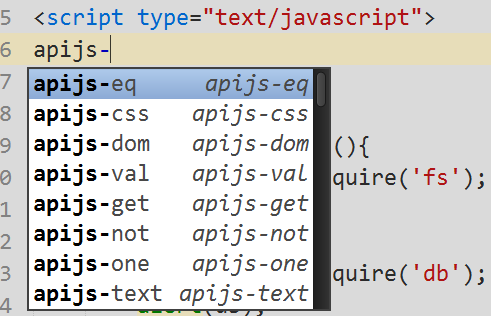 5 <script type="text/javascript">
6 apijs-
7 apijs-eq apijs-eq
8 apijs-css apijs-css
9 apijs-dom apijs-dom (){
0 apijs-val apijs-val quire('fs');
1 apijs-get apijs-get
2 apijs-not apijs-not
3 apijs-one apijs-one quire('db');
4 apijs-text apijs-text